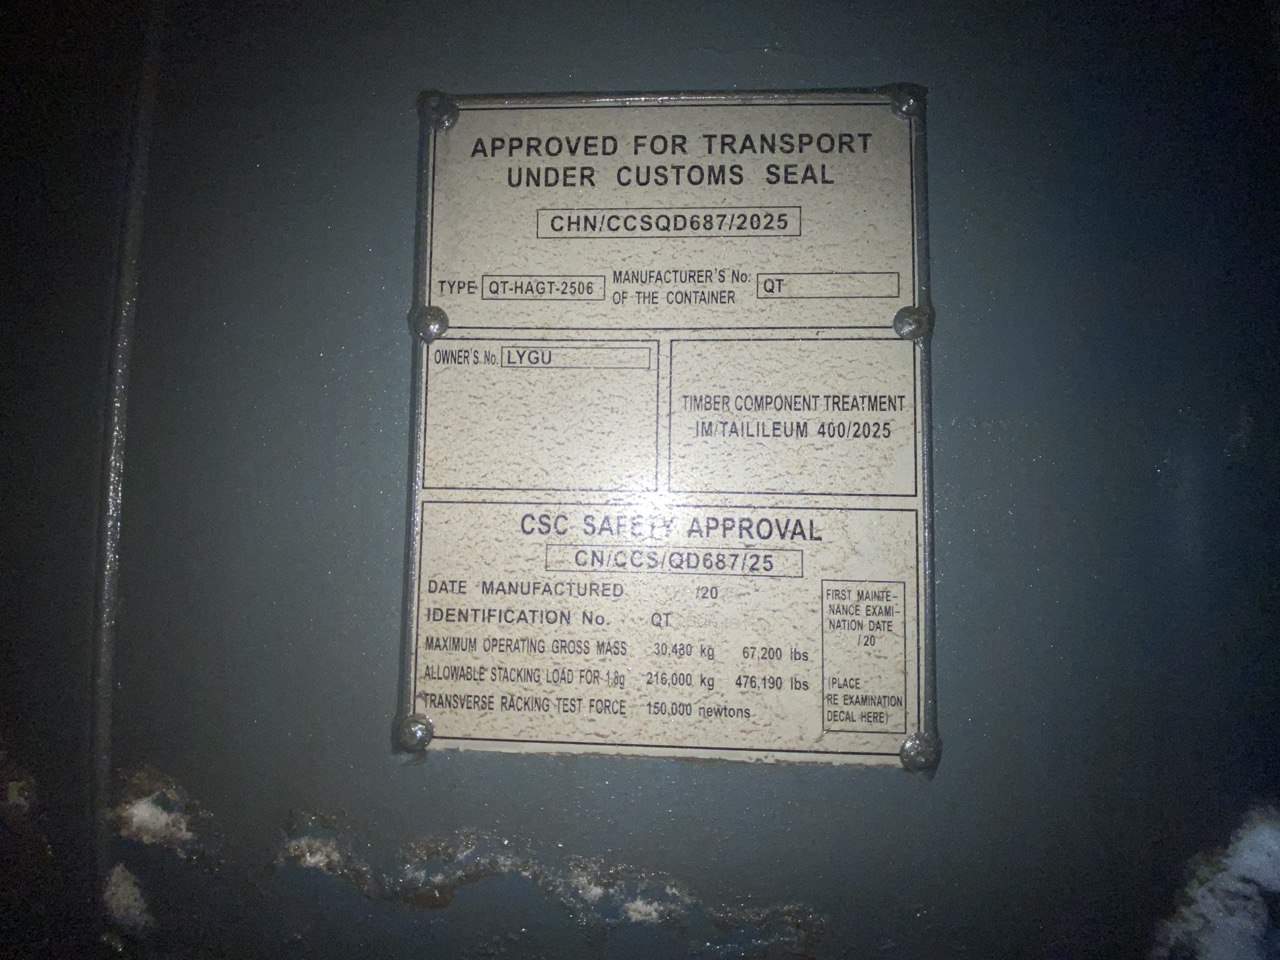 APPROVED FOR TRANSPORT
UNDER CUSTOMS SEAL
CHN/CCSQD687/2025
TYPE QT-HAGT-2506 MANUFACTURER'S No. QT
OF THE CONTAINER
OWNER'S No. LYGU
TIMBER COMPONENT TREATMENT
IM/TAILILEUM 400/2025
CSC SAFETY APPROVAL
CN/CCS/QD687/25
DATE MANUFACTURED /20
IDENTIFICATION No. QT
MAXIMUM OPERATING GROSS MASS 30,480 kg 67,200 lbs
ALLOWABLE STACKING LOAD FOR 1.8g 216,000 kg 476,190 lbs
TRANSVERSE RACKING TEST FORCE 150,000 newtons
FIRST MAINTE-
NANCE EXAMI-
NATION DATE
/20
(PLACE
RE EXAMINATION
DECAL HERE)